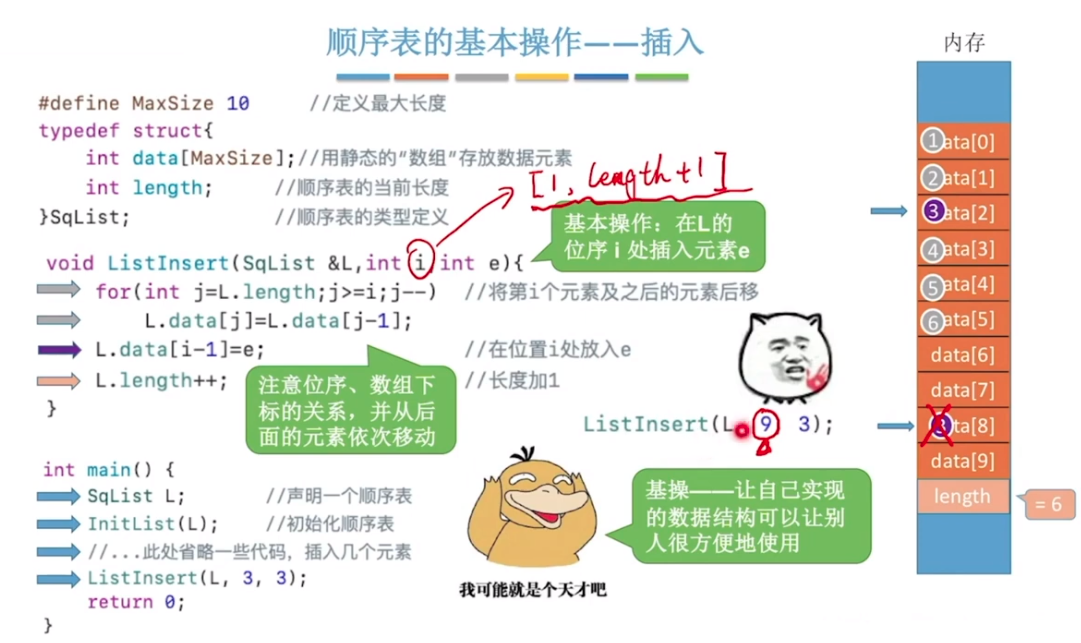 顺序表的基本操作——插入
#define MaxSize 10 //定义最大长度
typedef struct{
int data[MaxSize];//用静态的“数组”存放数据元素
int length; //顺序表的当前长度
}SqList; //顺序表的类型定义
[1, length+1]
基本操作：在L的
位序 i 处插入元素e
void ListInsert(SqList &L,int i,int e){
for(int j=L.length;j>=i;j--) //将第i个元素及之后的元素后移
L.data[j]=L.data[j-1];
L.data[i-1]=e; //在位置i处放入e
L.length++; //长度加1
}
注意位序、数组下
标的关系，并从后
面的元素依次移动
ListInsert(L 9 3);
int main() {
SqList L; //声明一个顺序表
InitList(L); //初始化顺序表
//...此处省略一些代码，插入几个元素
ListInsert(L, 3, 3);
return 0;
}
基操——让自己实现
的数据结构可以让别
人很方便地使用
我可能就是个天才吧
内存
1 ata[0]
2 ata[1]
3 ata[2]
4 ata[3]
5 ata[4]
6 ata[5]
data[6]
data[7]
ta[8]
data[9]
length
= 6